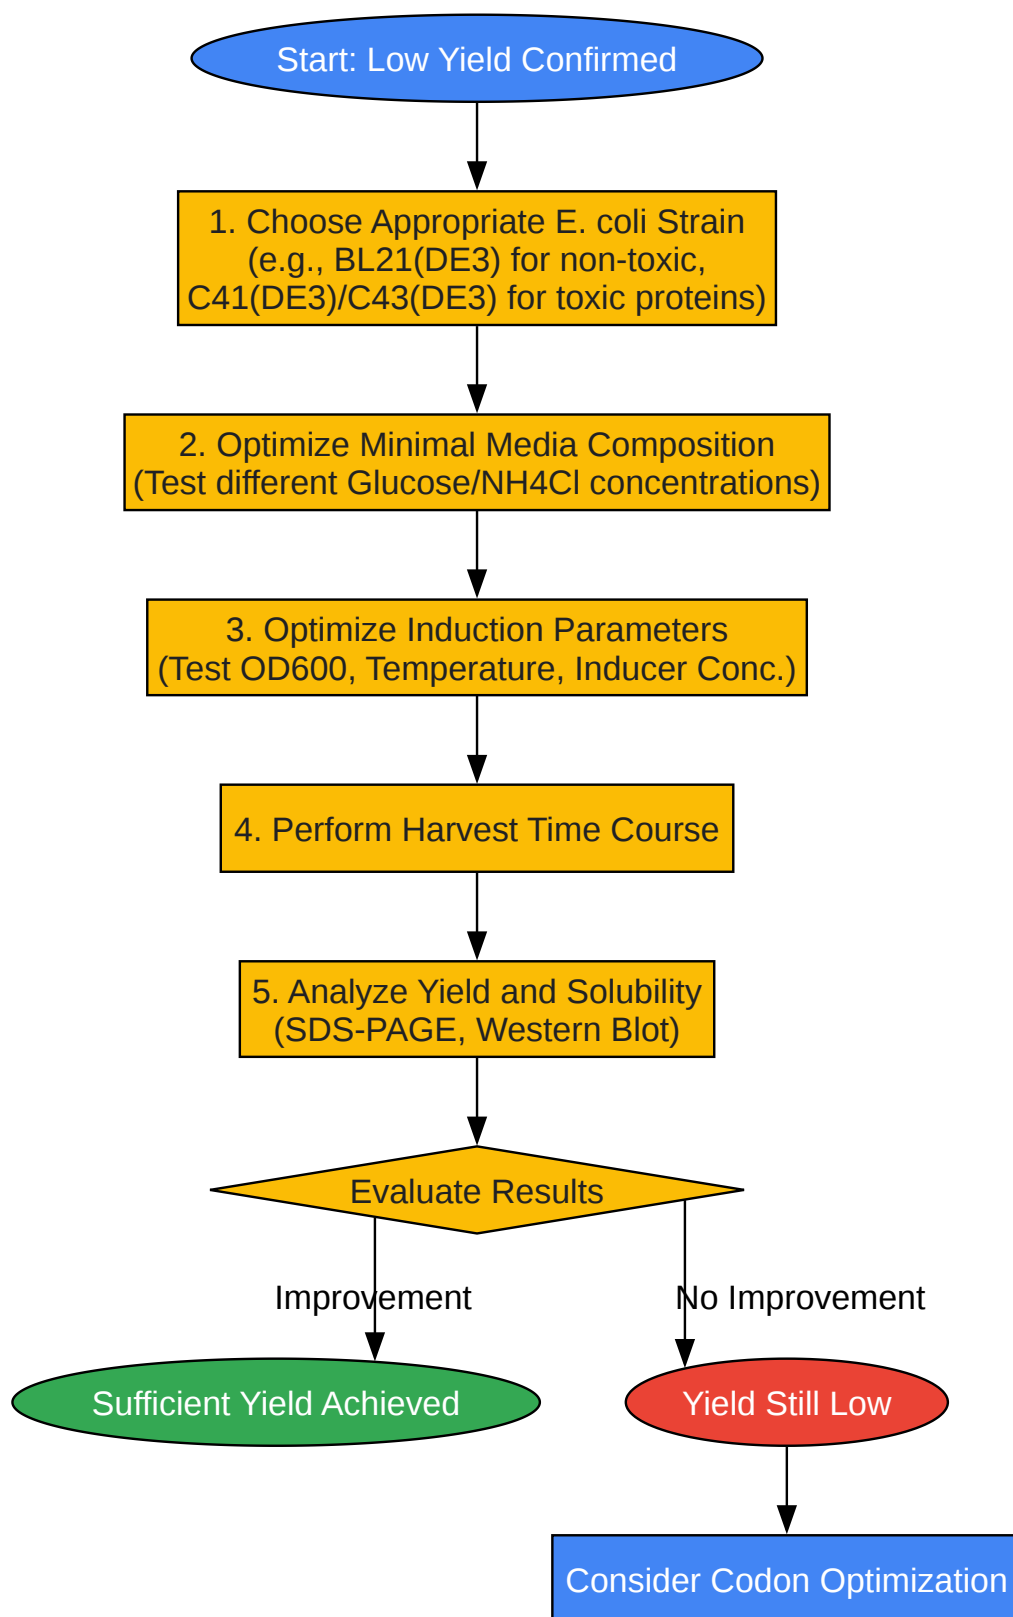 Start: Low Yield Confirmed
1. Choose Appropriate E. coli Strain
(e.g., BL21(DE3) for non-toxic,
C41(DE3)/C43(DE3) for toxic proteins)
2. Optimize Minimal Media Composition
(Test different Glucose/NH4Cl concentrations)
3. Optimize Induction Parameters
(Test OD600, Temperature, Inducer Conc.)
4. Perform Harvest Time Course
5. Analyze Yield and Solubility
(SDS-PAGE, Western Blot)
Evaluate Results
Improvement
No Improvement
Sufficient Yield Achieved
Yield Still Low
Consider Codon Optimization